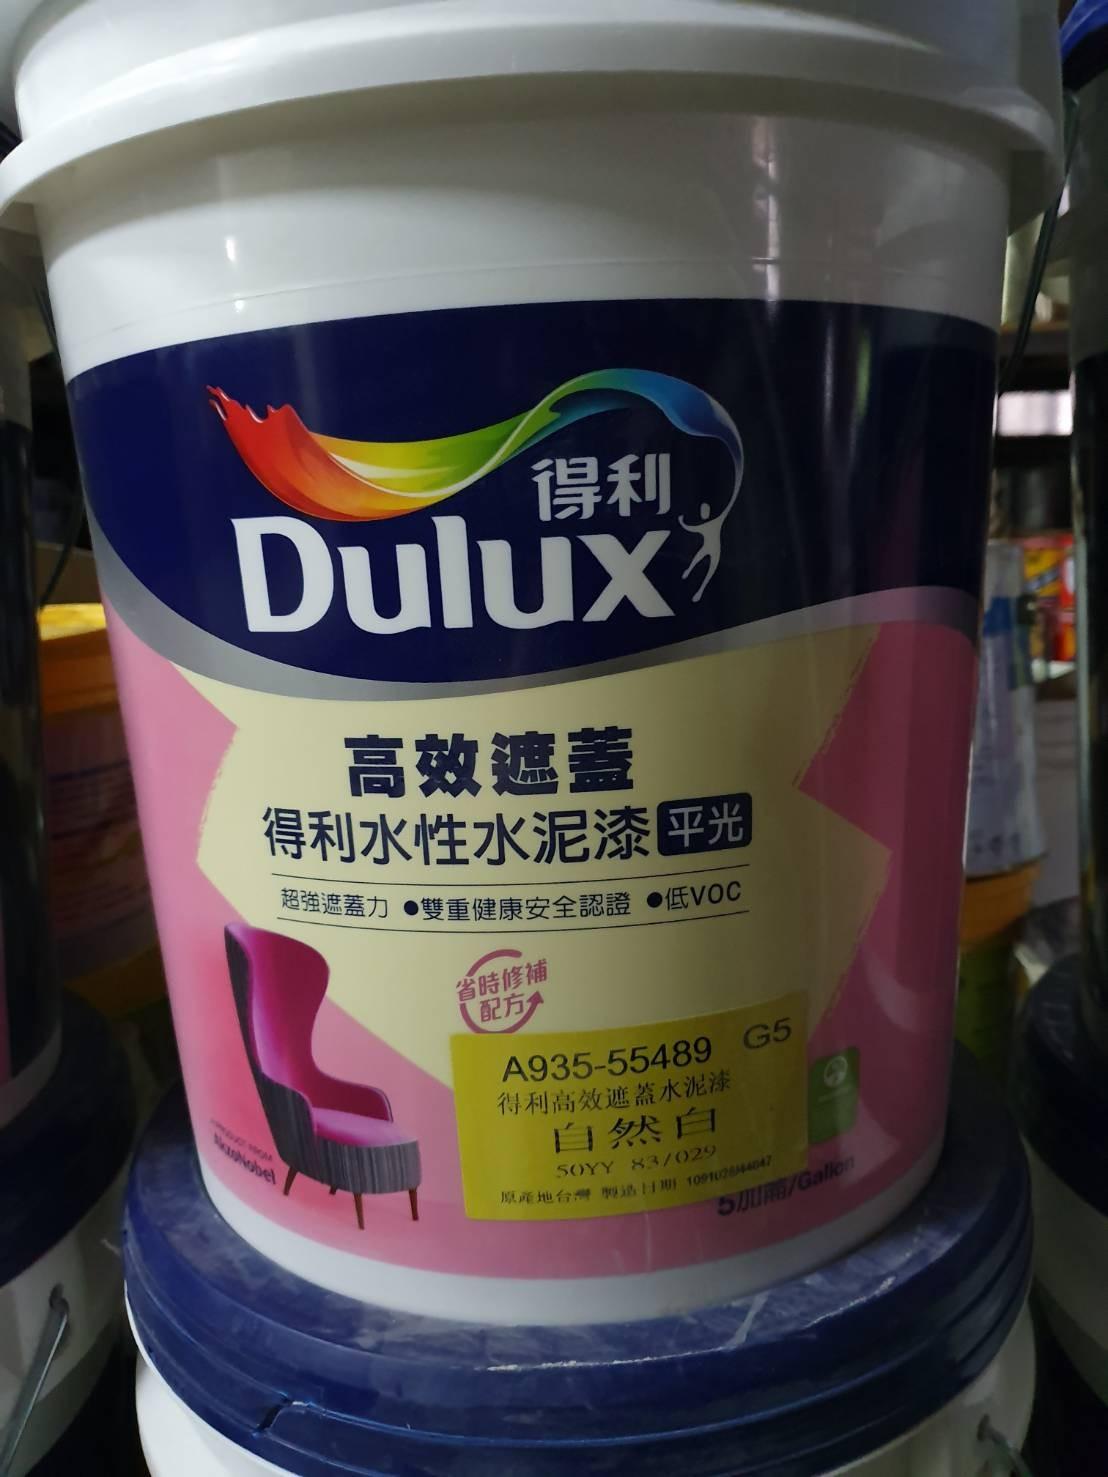 得利
Dulux
高效遮蓋
得利水性水泥漆 平光
超強遮蓋力 ●雙重健康安全認證 ●低VOC
省時修補
配方
A935-55489 G5
得利高效遮蓋水泥漆
自然白
50YY 83/029
原產地台灣 製造日期
A PRODUCT FROM
AkzoNobel
5加侖/Gallon